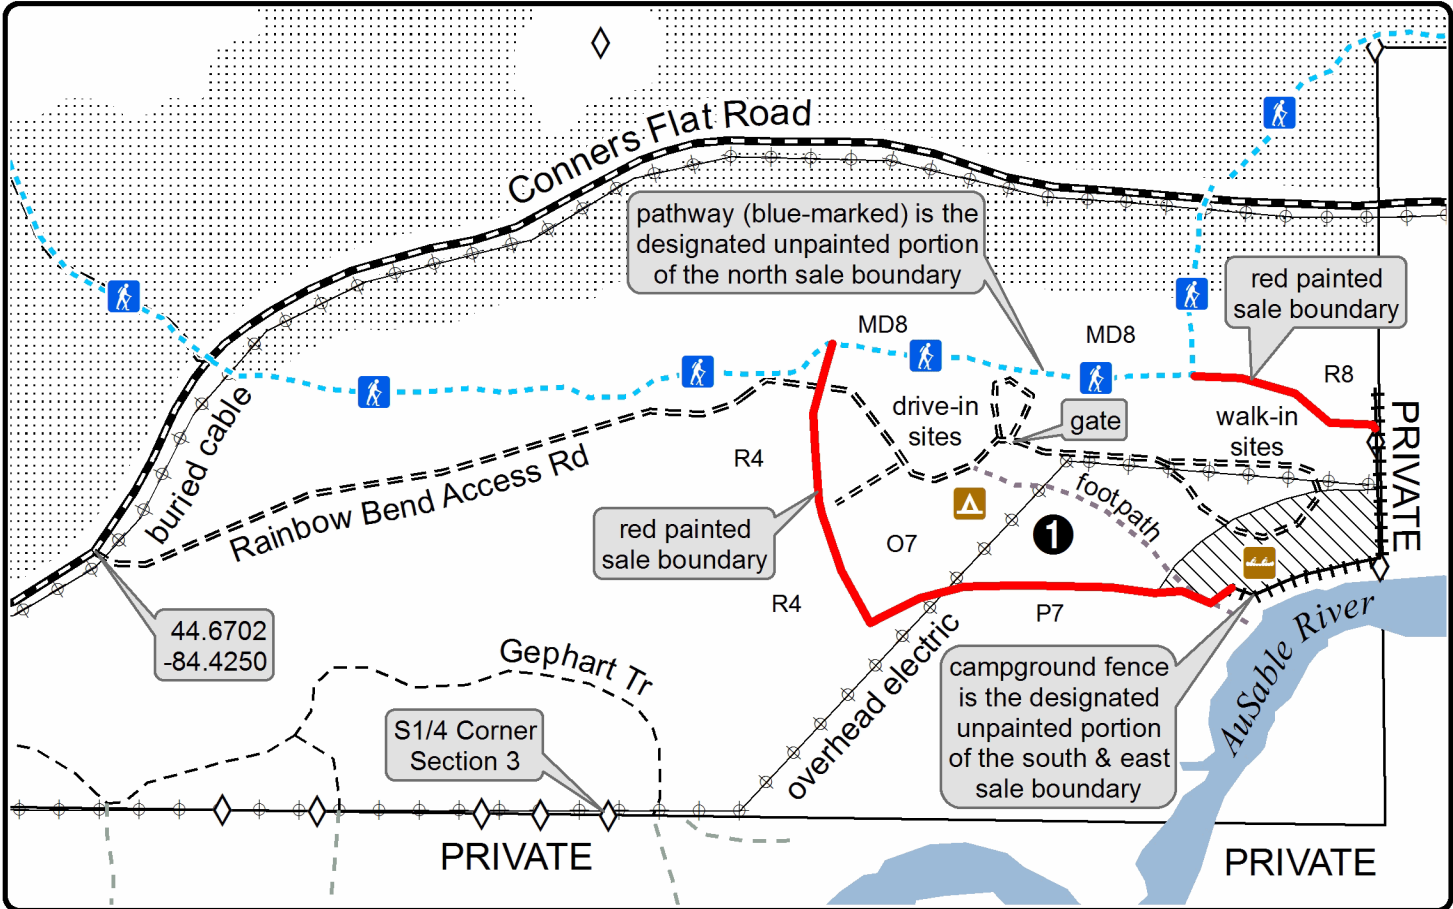 Conners Flat Road
pathway (blue-marked) is the
designated unpainted portion
of the north sale boundary
red painted
sale boundary
MD8
MD8
R8
drive-in
sites
gate
walk-in
sites
PRIVATE
buried cable
Rainbow Bend Access Rd
R4
footpath
red painted
sale boundary
O7
1
R4
P7
44.6702
-84.4250
Gephart Tr
overhead electric
campground fence
is the designated
unpainted portion
of the south & east
sale boundary
AuSable River
S1/4 Corner
Section 3
PRIVATE
PRIVATE